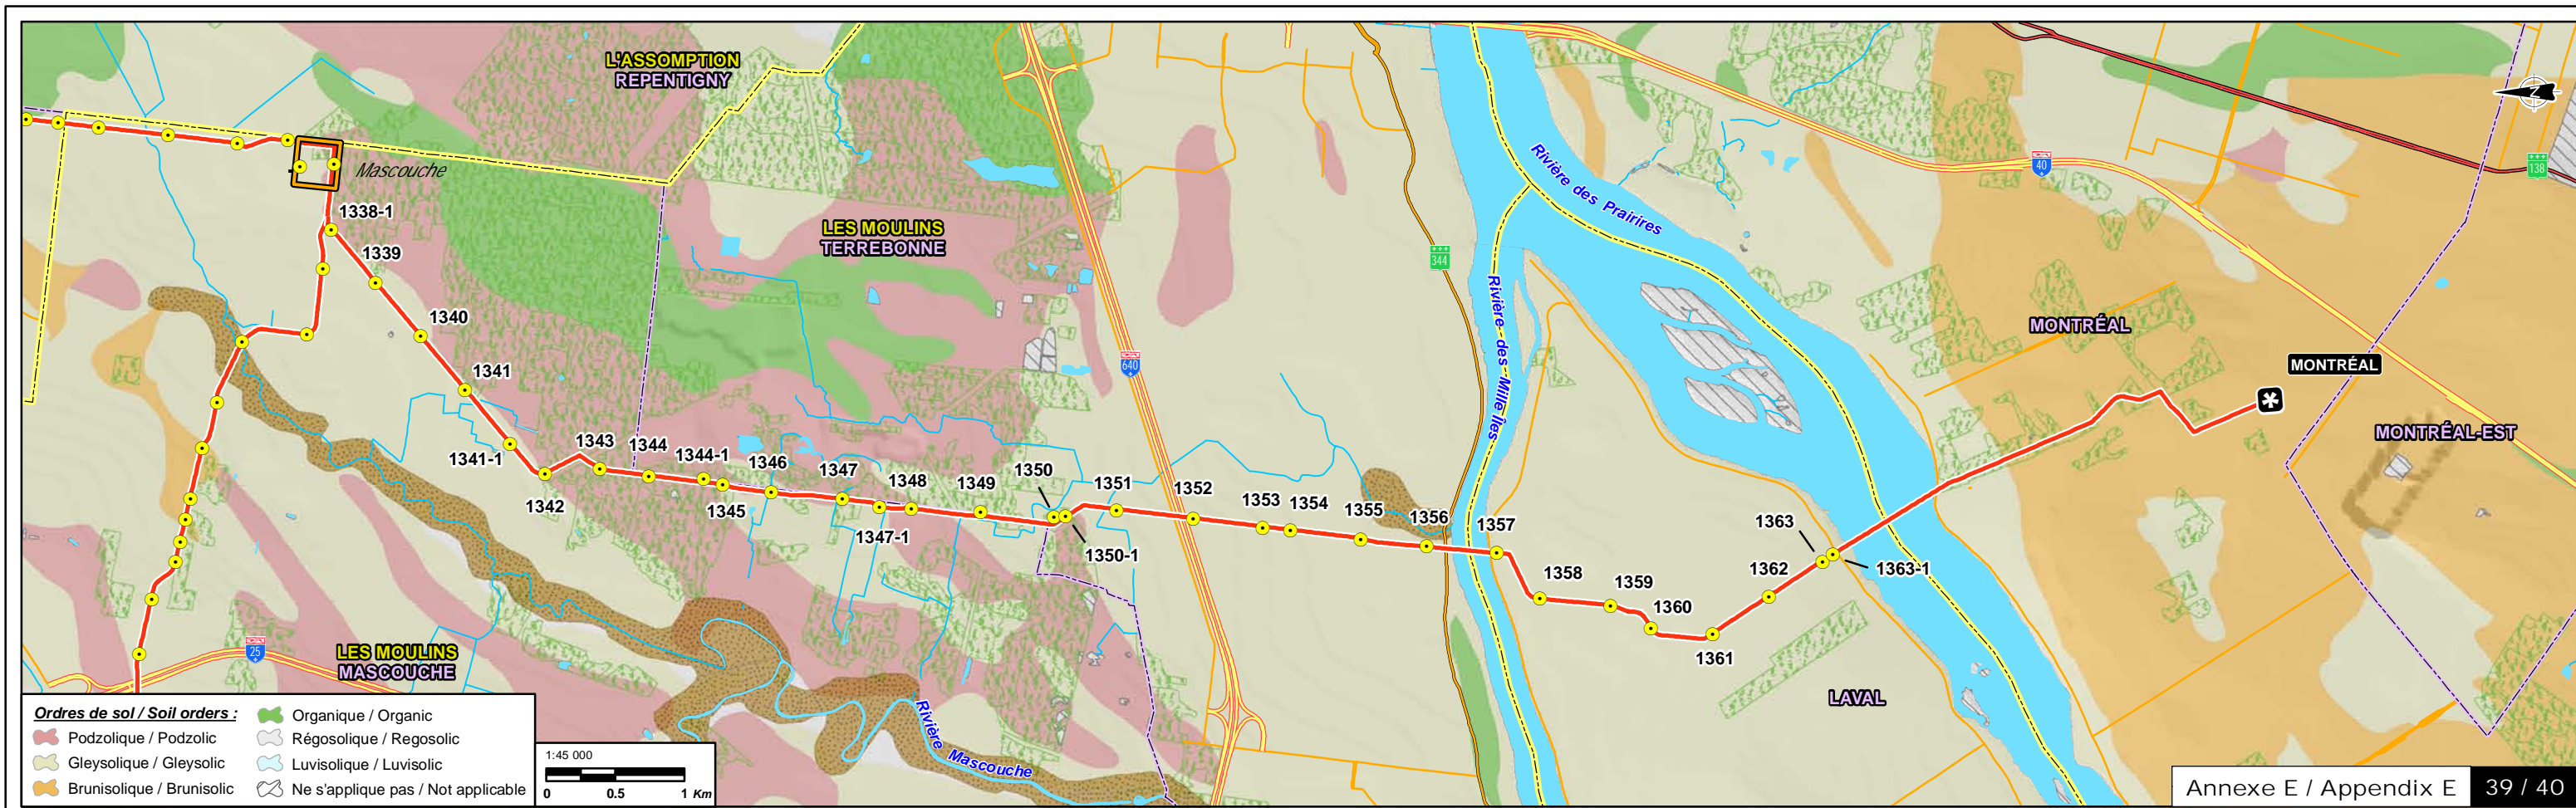 L'ASSOMPTION
REPENTIGNY
Mascouche
1338-1
1339
1340
1341
1341-1
1342
1343
1344
1344-1
1345
1346
1347
1347-1
1348
1349
1350
1350-1
1351
1352
1353
1354
1355
1356
1357
1358
1359
1360
1361
1362
1363
1363-1
LES MOULINS
TERREBONNE
640
344
Rivière des Prairires
Rivière des Mille Îles
40
138
MONTRÉAL
MONTRÉAL
MONTRÉAL-EST
LAVAL
25
LES MOULINS
MASCOUCHE
Rivière Mascouche
N
Ordres de sol / Soil orders :
Podzolique / Podzolic
Gleysolique / Gleysolic
Brunisolique / Brunisolic
Organique / Organic
Régosolique / Regosolic
Luvisolique / Luvisolic
Ne s'applique pas / Not applicable
1:45 000
0 0.5 1 Km
Annexe E / Appendix E 39 / 40